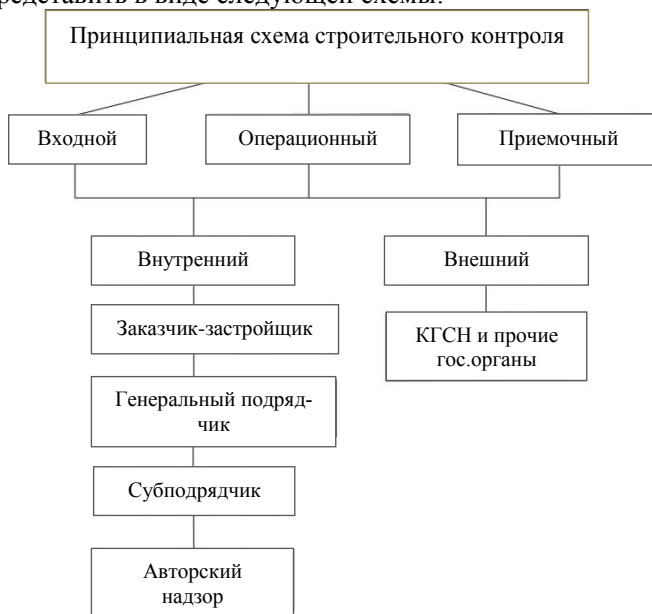 редставить в виде следующей схемы:
Принципиальная схема строительного контроля
Входной
Операционный
Приемочный
Внутренний
Внешний
Заказчик-застройщик
КГСН и прочие
гос.органы
Генеральный подряд-
чик
Субподрядчик
Авторский
надзор